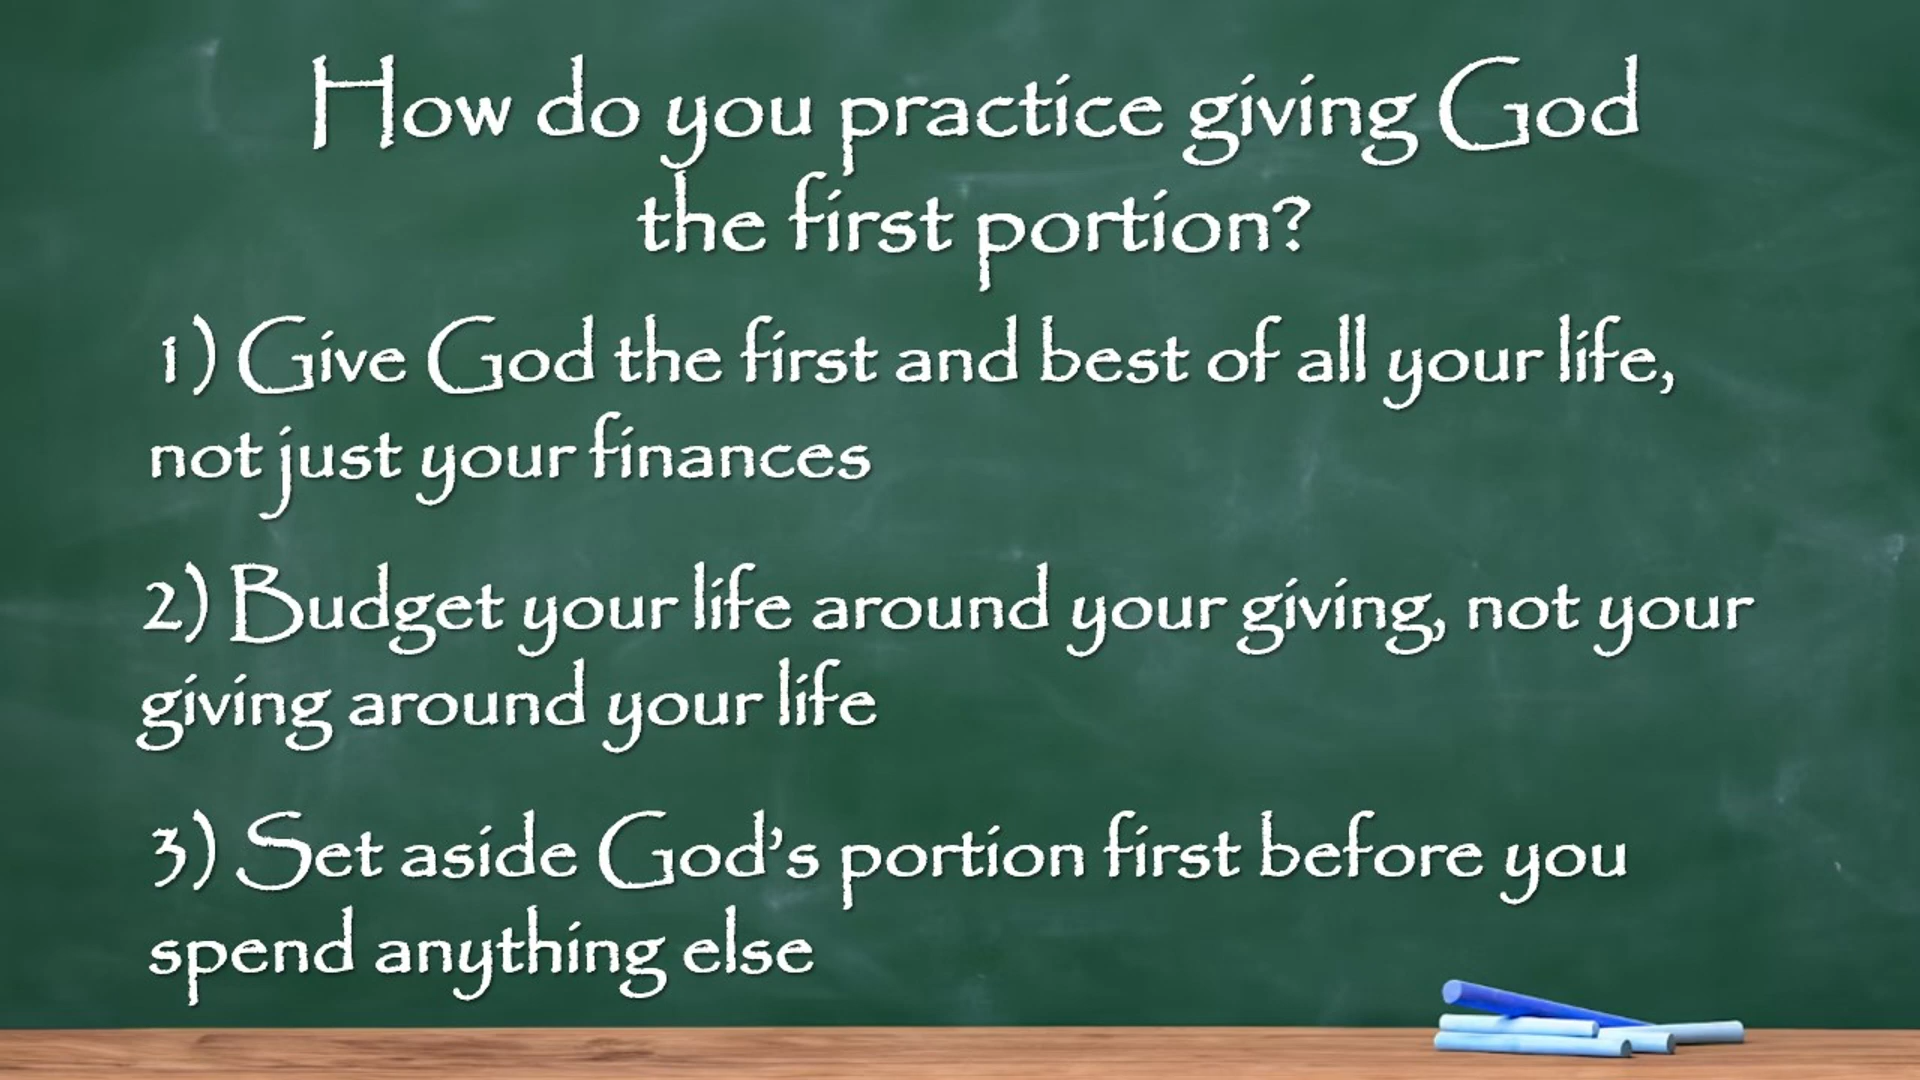 How do you practice giving God
the first portion?
1) Give God the first and best of all your life,
not just your finances
2) Budget your life around your giving, not your
giving around your life
3) Set aside God’s portion first before you
spend anything else